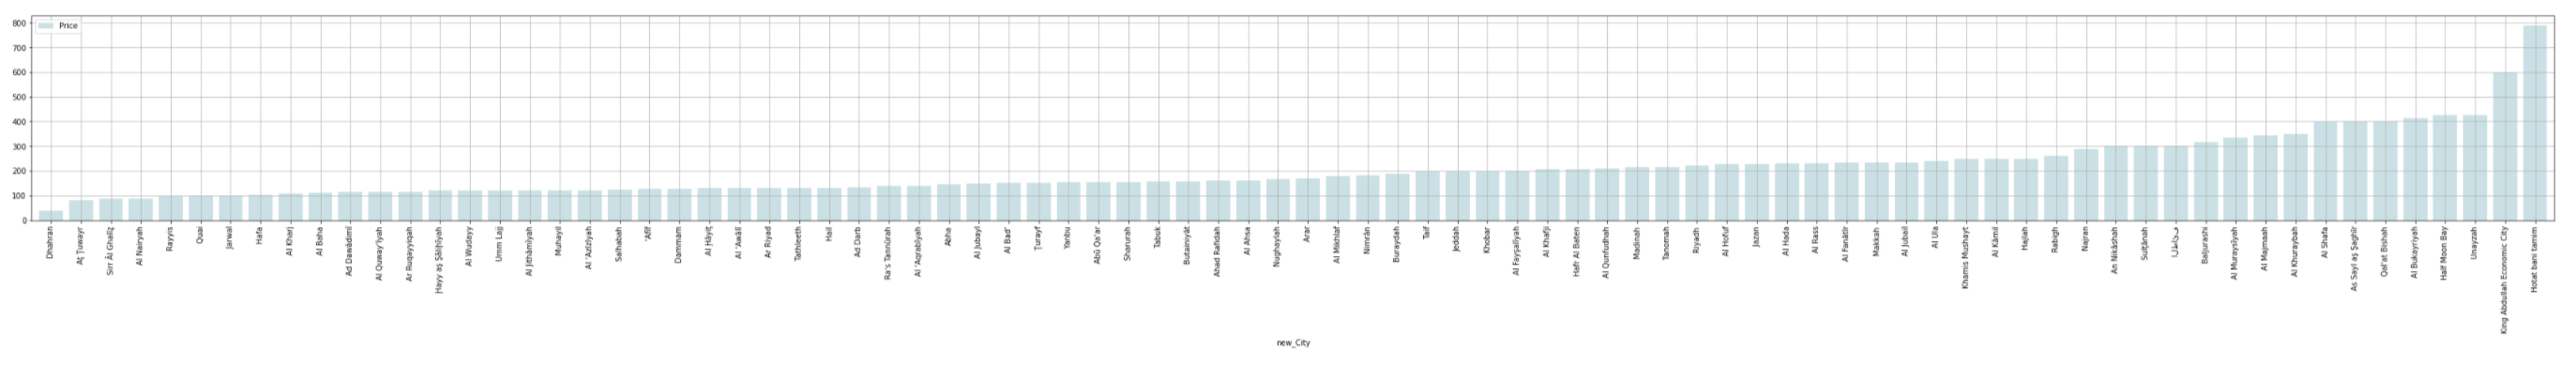 800
Price
700
600
500
400
300
200
100
0
Dhahran
Aţ Ţuwayr
Sirr Āl Ghalīz̧
Al Nairyah
Rayyis
Quai
Jarwal
Hafa
Al Kharj
Al Baha
Ad Dawādimī
Al Quway'īyah
Ar Ruqayyiqah
Ḩayy aş Şāliḩīyah
Al Wudayy
Umm Lajj
Al Jithāmīyah
Muhayil
Al 'Azīzīyah
Salhabah
'Afif
Dammam
Al Ḩāyiţ
Al 'Awālī
Ar Riyad
Tathleeth
Hail
Ad Darb
Ra's Tannūrah
Al 'Aqrabīyah
Abha
Al Jubayl
Al Bad'
Ţurayf
Yanbu
Abū Qa'ar
Sharurah
Tabuk
Butainiyāt
Ahad Rafidah
Al Ahsa
Nughaylah
Arar
Al Mikhlaf
Nimrān
Buraydah
Taif
Jeddah
Khobar
Al Fayşalīyah
Al Khafji
Hafr Al Baten
Al Qunfudhah
Madinah
Tanomah
Riyadh
Al Hofuf
Jazan
Al Hada
Al Rass
Al Fanātīr
Makkah
Al Jubail
Al Ula
Khamis Mushayt
Al Kāmil
Hajlah
Rabigh
Najran
An Nikāshah
Sulţānah
Baljurashi
Al Muraysīyah
Al Majmaah
Al Khuraybah
Al Shafa
As Sayl aş Şaghīr
Qal'at Bishah
Al Bukayriyah
Half Moon Bay
Unayzah
King Abdullah Economic City
Hotat bani tamim
new_City